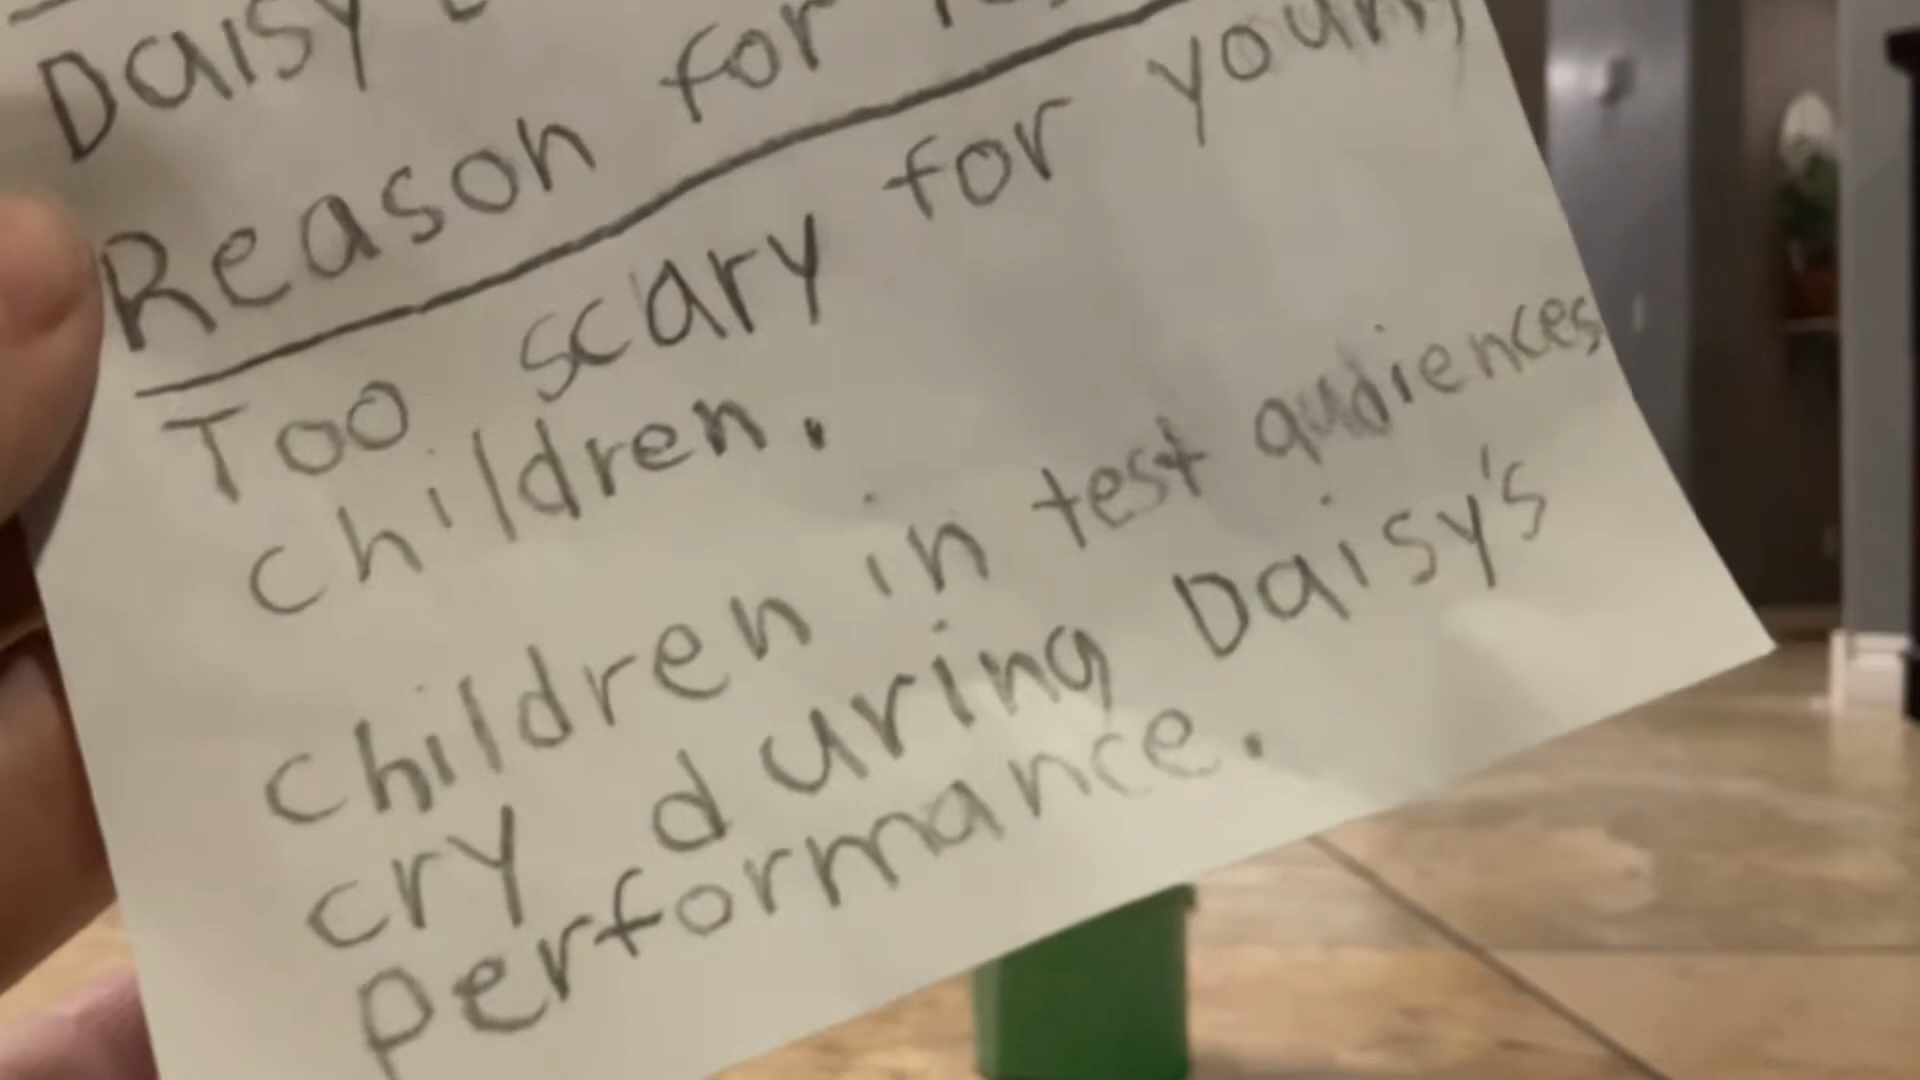 Daisy
Reason for
Too scary for young
children.
Children in test audiences
cry during Daisy's
performance.